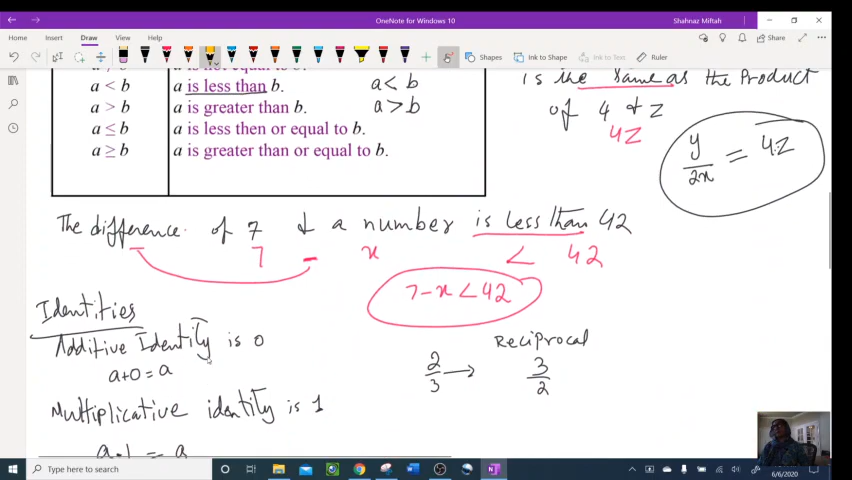 OneNote for Windows 10
Shahnaz Miftah
Home Insert Draw View Help
Share
Shapes Ink to Shape Ink to Text Ruler
a < b a is less than b. a < b
a > b a is greater than b. a > b
a ≤ b a is less then or equal to b.
a ≥ b a is greater than or equal to b.
is the same as the Product
of 4 & z
4z
y/2x = 4z
The difference of 7 & a number is less than 42
7 - x < 42
7 - x < 42
Identities
Additive Identity is 0
a+0 = a
Reciprocal
2/3 → 3/2
Multiplicative identity is 1
a·1 = a
Type here to search
6/6/2020